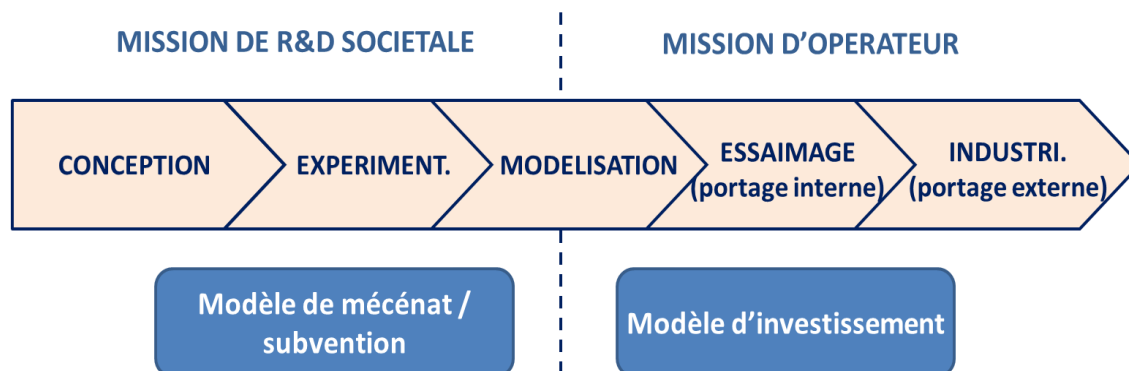 MISSION DE R&D SOCIETALE
MISSION D’OPERATEUR
CONCEPTION
EXPERIMENT.
MODELISATION
ESSAIMAGE
(portage interne)
INDUSTRI.
(portage externe)
Modèle de mécénat /
subvention
Modèle d’investissement